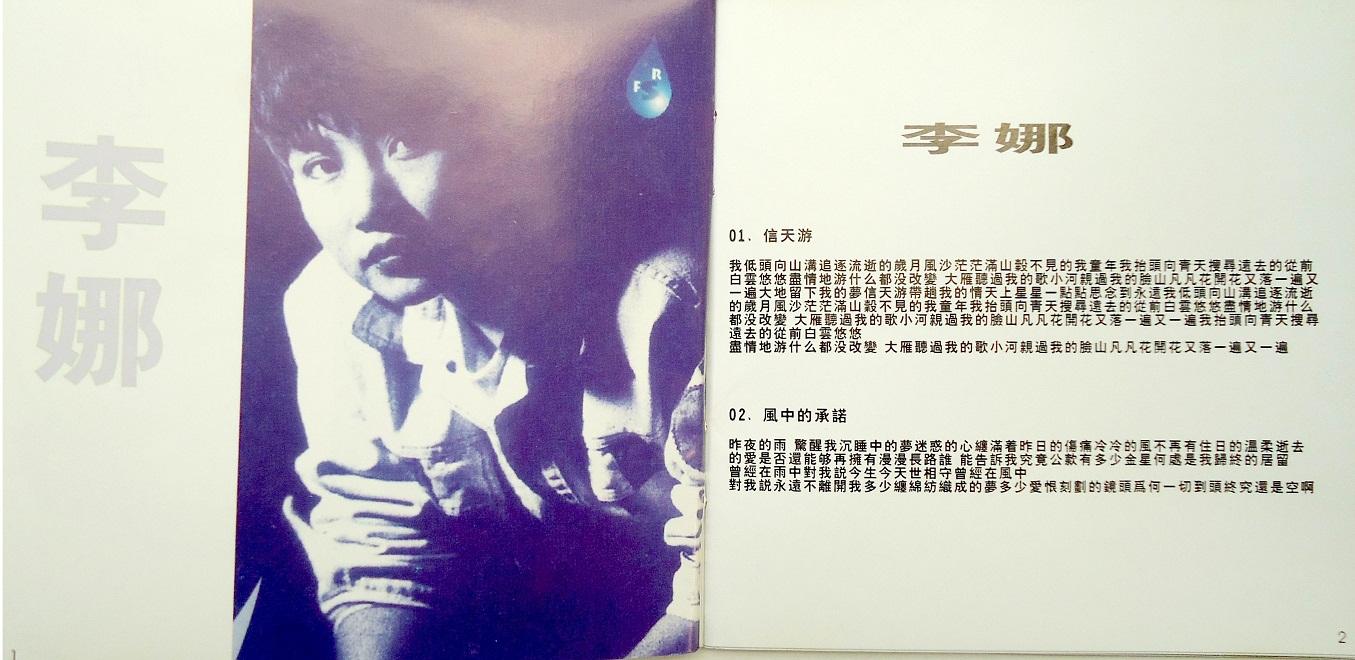 李娜
F R
1
李娜
01. 信天游
我低頭向山溝追逐流逝的歲月風沙茫茫滿山穀不見的我童年我抬頭向青天搜尋遠去的從前
白雲悠悠盡情地游什么都没改變 大雁聽過我的歌小河親過我的臉山凡凡花開花又落一遍又
一遍大地留下我的夢信天游帶趟我的情天上星星一點點思念到永遠我低頭向山溝追逐流逝
的歲月風沙茫茫滿山穀不見的我童年我抬頭向青天搜尋遠去的從前白雲悠悠盡情地游什么
都没改變 大雁聽過我的歌小河親過我的臉山凡凡花開花又落一遍又一遍我抬頭向青天搜尋
遠去的從前白雲悠悠
盡情地游什么都没改變 大雁聽過我的歌小河親過我的臉山凡凡花開花又落一遍又一遍
02. 風中的承諾
昨夜的雨 驚醒我沉睡中的夢迷惑的心纏滿着昨日的傷痛冷冷的風不再有住日的溫柔逝去
的愛是否還能够再擁有漫漫長路誰 能告訴我究竟公款有多少金星何處是我歸終的居留
曾經在雨中對我説今生今天世相守曾經在風中
對我説永遠不離開我多少纏綿紡織成的夢多少愛恨刻劃的鏡頭爲何一切到頭終究還是空啊
2